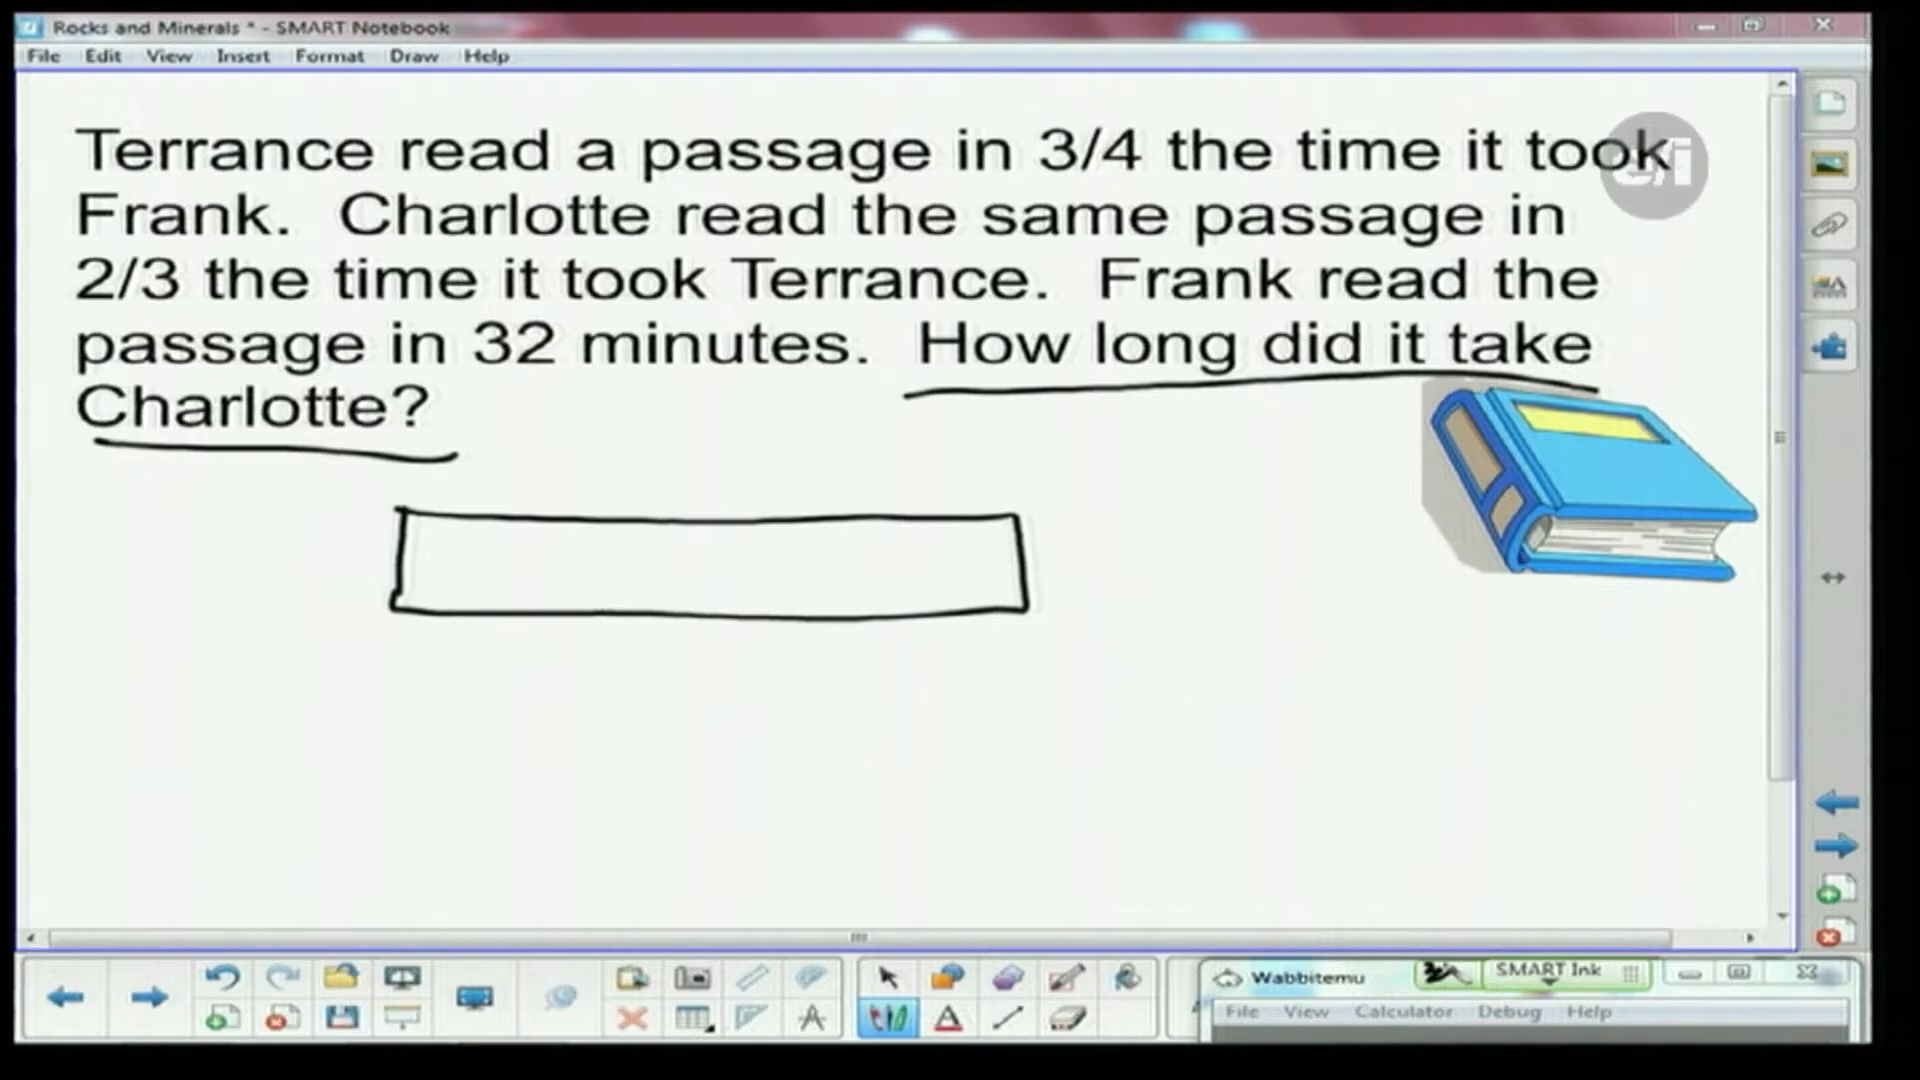 Rocks and Minerals * - SMART Notebook
File Edit View Insert Format Draw Help
Terrance read a passage in 3/4 the time it took
Frank. Charlotte read the same passage in
2/3 the time it took Terrance. Frank read the
passage in 32 minutes. How long did it take
Charlotte?
Wabbitemu
SMART Ink
File View Calculator Debug Help